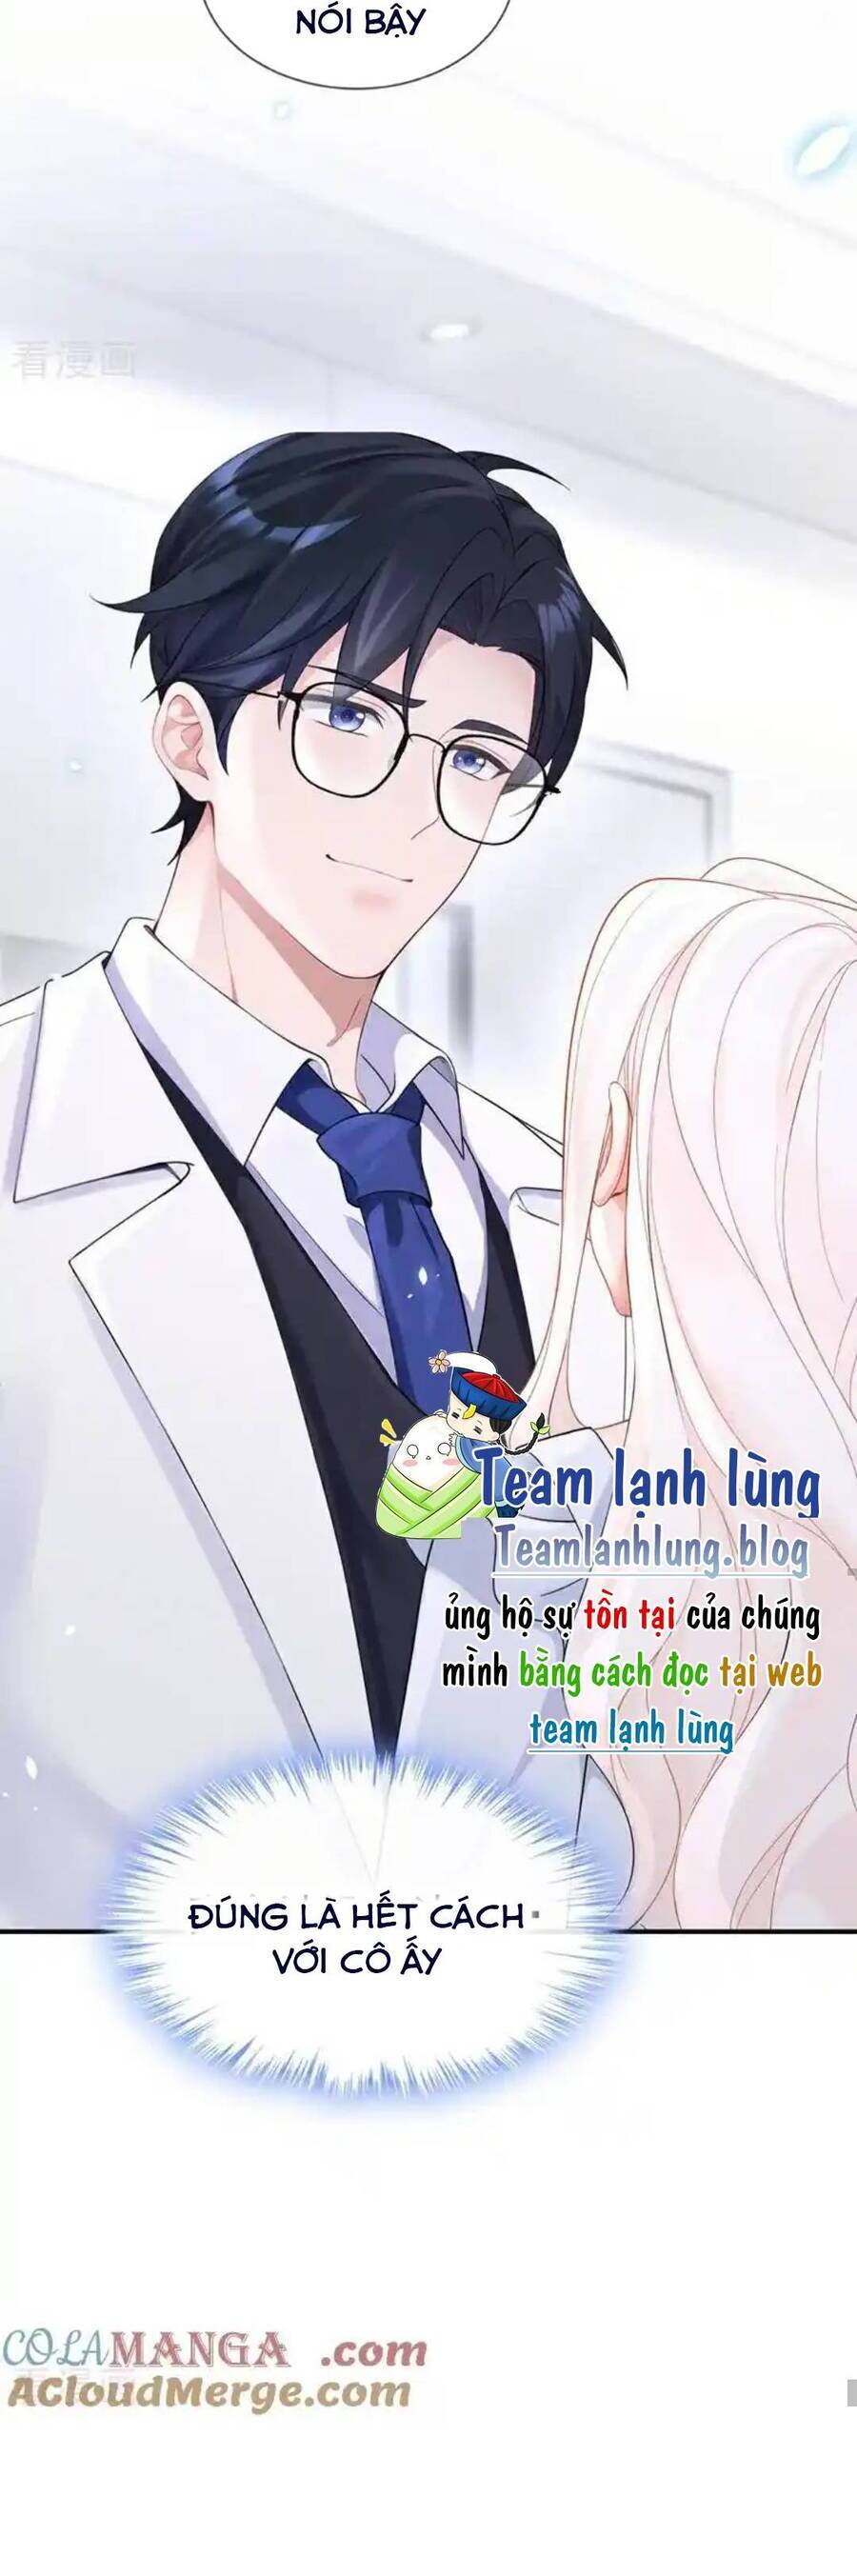 NÓI BẬY
看漫画
Team lạnh lùng
Teamlanhlung.blog
ủng hộ sự tồn tại của chúng
mình bằng cách đọc tại web
team lạnh lùng
ĐÚNG LÀ HẾT CÁCH
VỚI CÔ ẤY
COLAMANGA.com
ACloudMerge.com